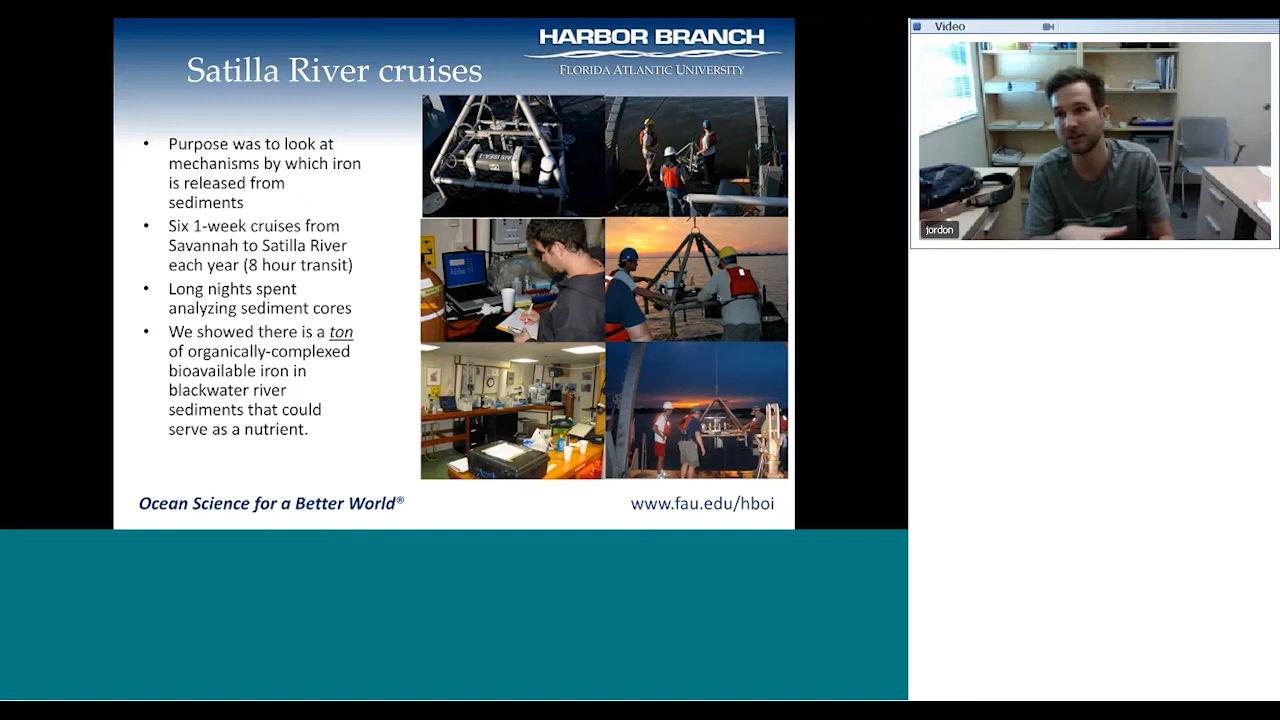 HARBOR BRANCH
FLORIDA ATLANTIC UNIVERSITY
Satilla River cruises
• Purpose was to look at
mechanisms by which iron
is released from
sediments
• Six 1-week cruises from
Savannah to Satilla River
each year (8 hour transit)
• Long nights spent
analyzing sediment cores
• We showed there is a ton
of organically-complexed
bioavailable iron in
blackwater river
sediments that could
serve as a nutrient.
Ocean Science for a Better World®
www.fau.edu/hboi
Video
jordon